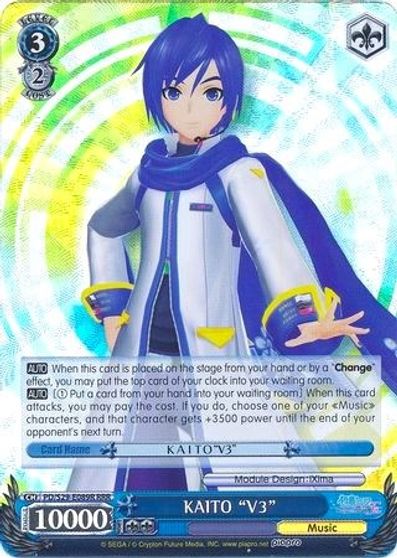 LEVEL
3
2
COST
AUTO When this card is placed on the stage from your hand or by a "Change"
effect, you may put the top card of your clock into your waiting room.
AUTO [① Put a card from your hand into your waiting room] When this card
attacks, you may pay the cost. If you do, choose one of your «Music»
characters, and that character gets +3500 power until the end of your
opponent's next turn.
Card Name KAITO"V3"
Module Design:iXima
PD/S29-E089R RRR
10000
KAITO "V3"
Music
© SEGA / © Crypton Future Media, INC. www.piapro.net piapro